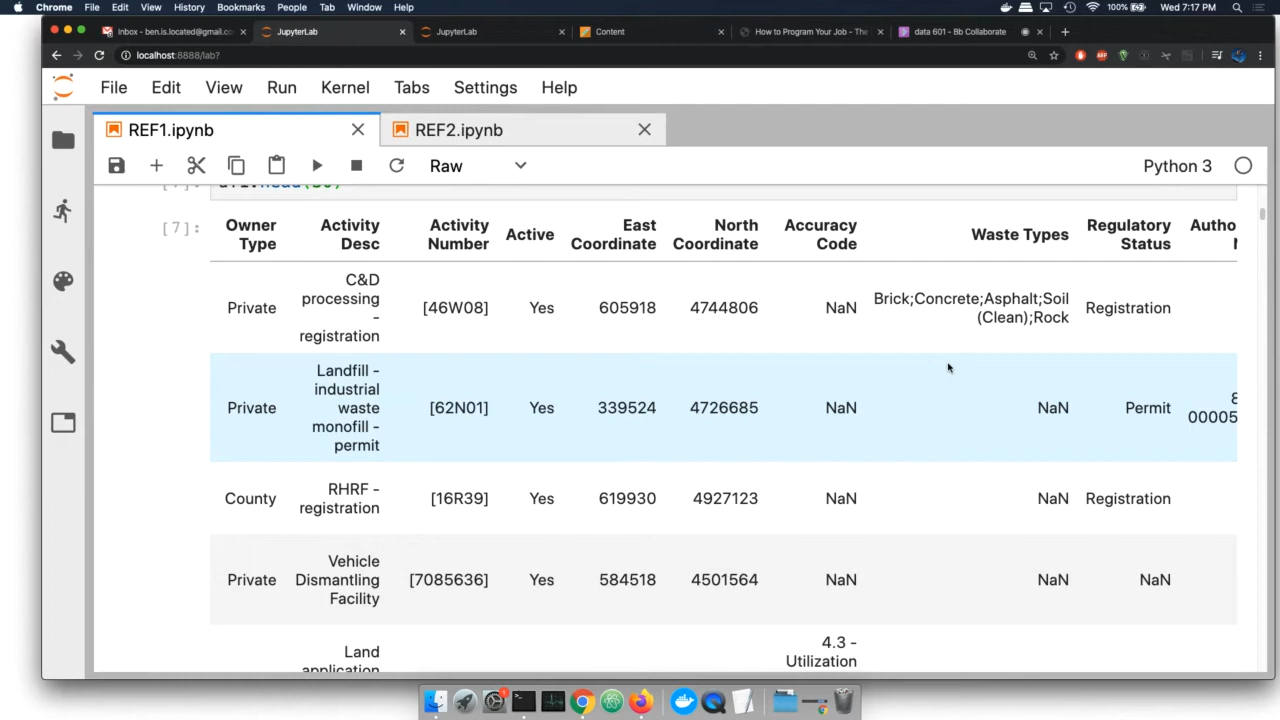 Chrome File Edit View History Bookmarks People Tab Window Help 100% Wed 7:17 PM
Inbox - ben.is.located@gmail.co JupyterLab JupyterLab Content How to Program Your Job - The data 601 - Bb Collaborate
localhost:8888/lab?
File Edit View Run Kernel Tabs Settings Help
REF1.ipynb REF2.ipynb
Raw Python 3
[7]:
Owner Type Activity Desc Activity Number Active East Coordinate North Coordinate Accuracy Code Waste Types Regulatory Status Autho
Private C&D processing - registration [46W08] Yes 605918 4744806 NaN Brick;Concrete;Asphalt;Soil (Clean);Rock Registration
Private Landfill - industrial waste monofill - permit [62N01] Yes 339524 4726685 NaN NaN Permit 8 00005
County RHRF - registration [16R39] Yes 619930 4927123 NaN NaN Registration
Private Vehicle Dismantling Facility [7085636] Yes 584518 4501564 NaN NaN NaN
Land application 4.3 - Utilization